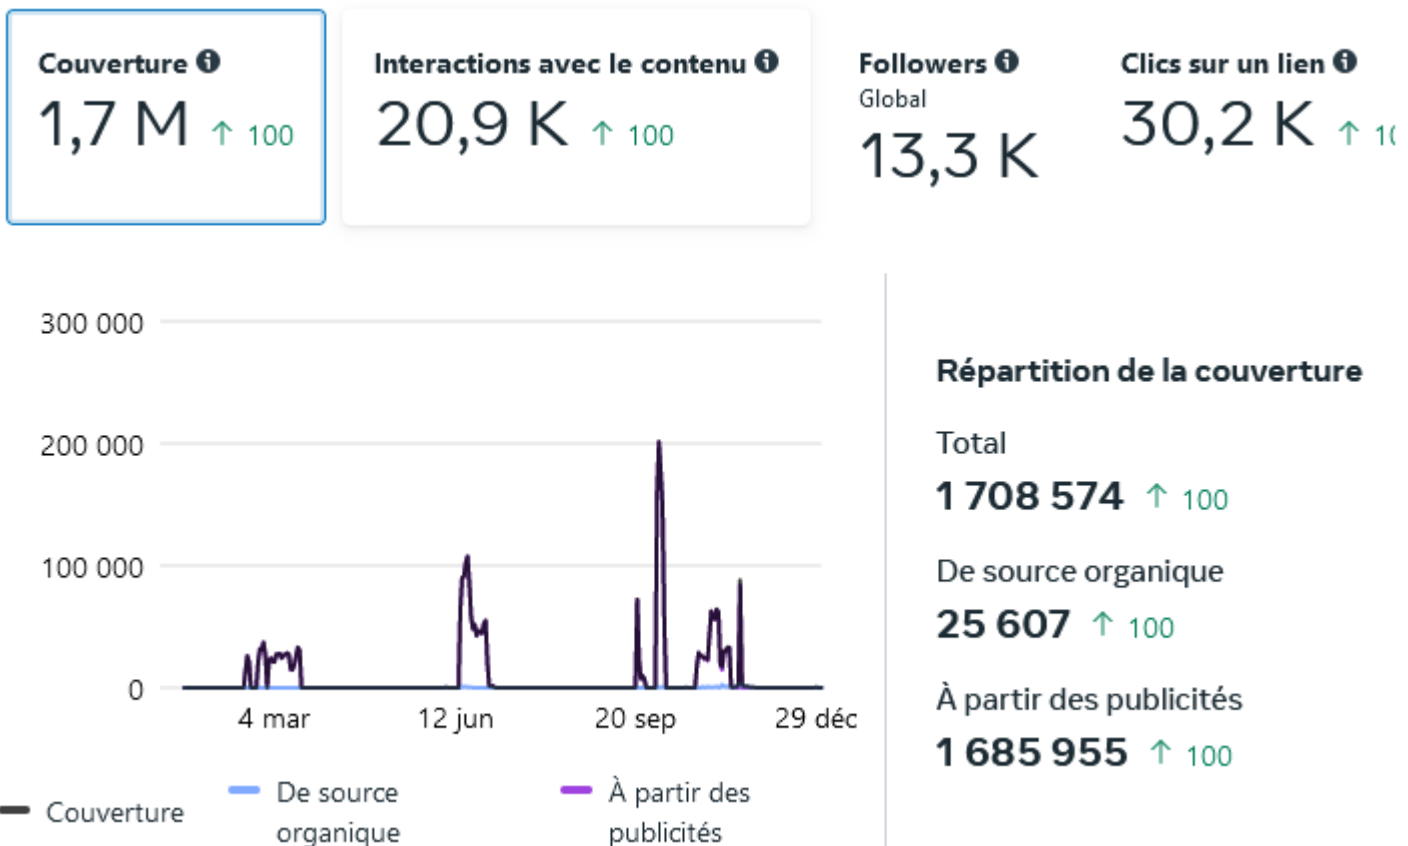 Couverture
1,7 M ↑ 100
Interactions avec le contenu
20,9 K ↑ 100
Followers
Global
13,3 K
Clics sur un lien
30,2 K ↑
300 000
200 000
100 000
0
4 mar 12 jun 20 sep 29 déc
Couverture
De source
organique
À partir des
publicités
Répartition de la couverture
Total
1 708 574 ↑ 100
De source organique
25 607 ↑ 100
À partir des publicités
1 685 955 ↑ 100